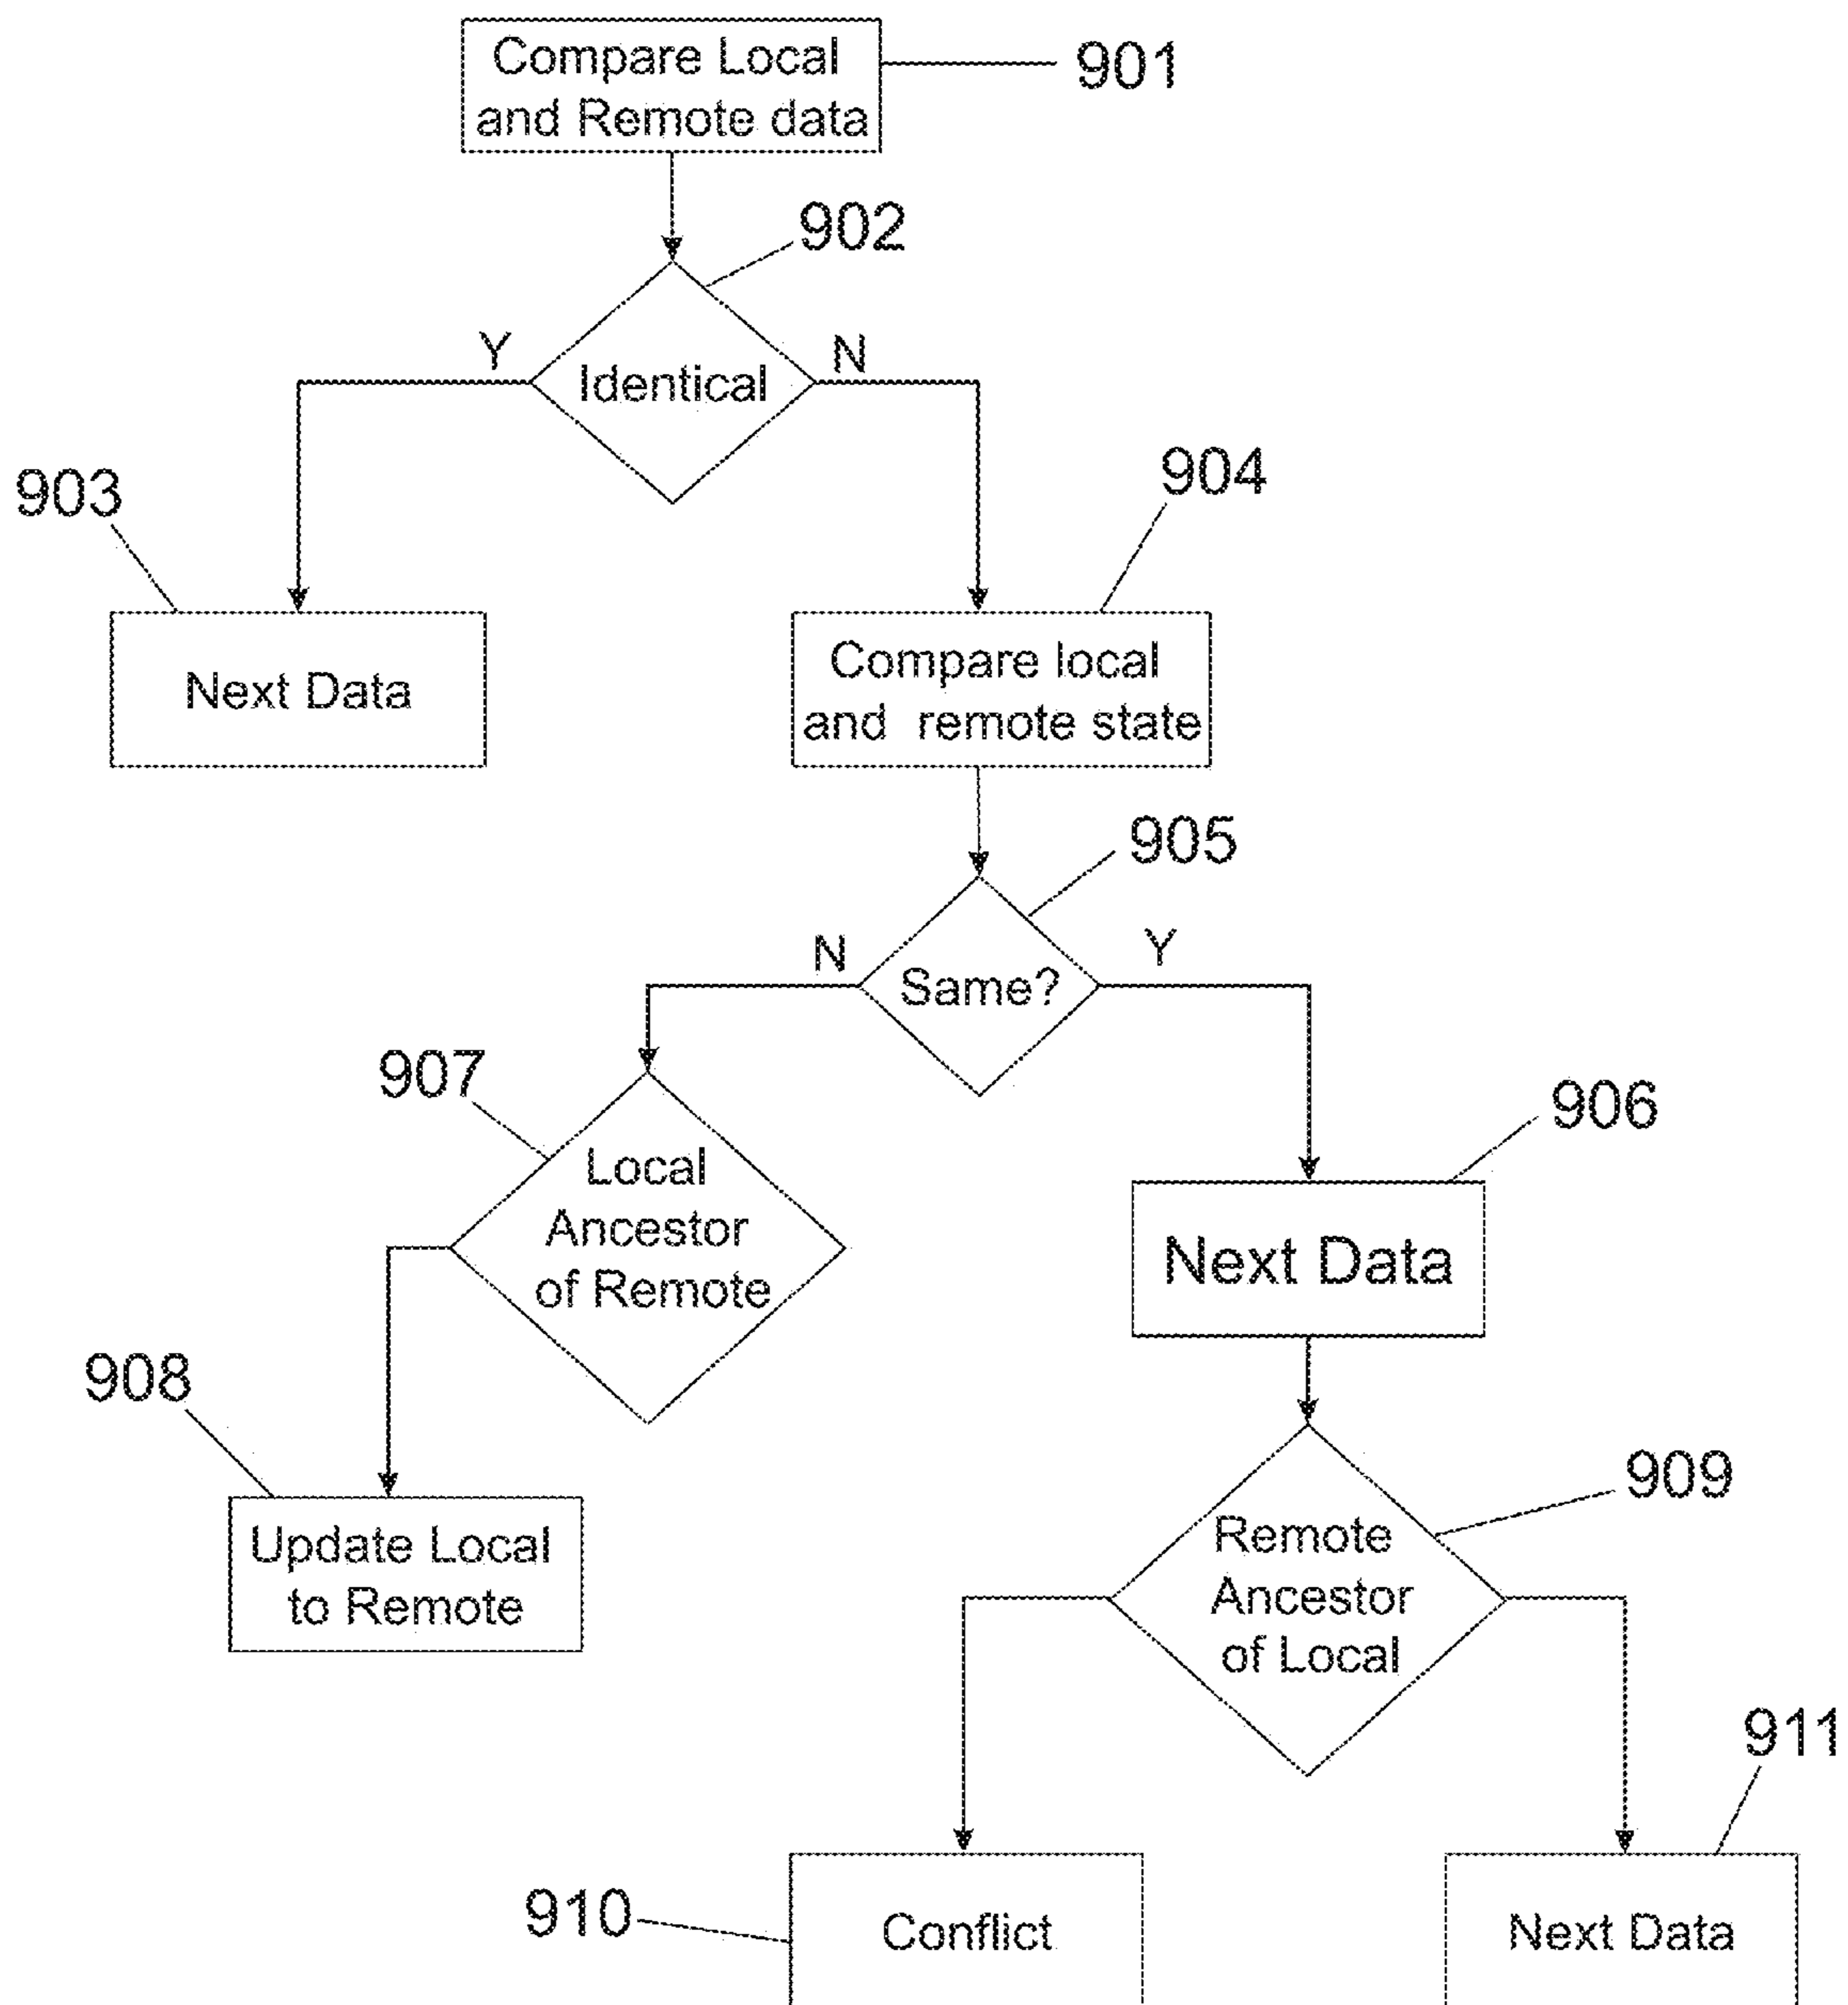 Compare Local
and Remote data
901
902
Y
N
Identical
903
904
Next Data
Compare local
and remote state
905
N
Y
Same?
907
906
Local
Ancestor
of Remote
Next Data
908
909
Update Local
to Remote
Remote
Ancestor
of Local
911
910
Conflict
Next Data